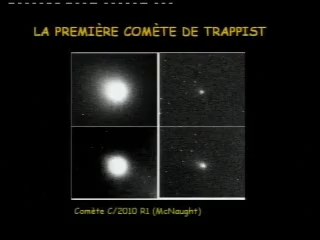 LA PREMIÈRE COMÈTE DE TRAPPIST
Comète C/2010 R1 (McNaught)